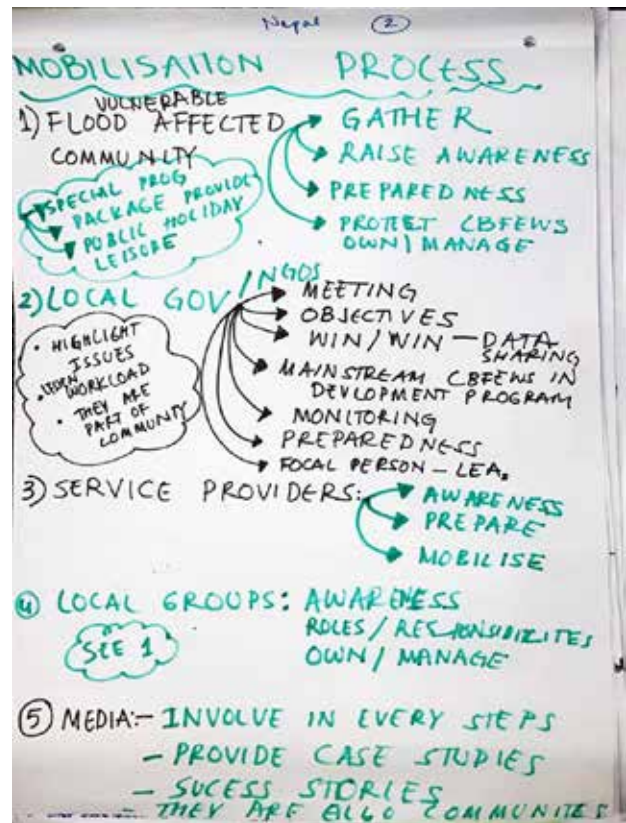 Nepal ②
MOBILISATION PROCESS
VULNERABLE
1) FLOOD AFFECTED
COMMUNITY
GATHER
RAISE AWARENESS
PREPAREDNESS
PROTECT CBFEWS
OWN / MANAGE
SPECIAL PROG
PACKAGE PROVIDE
PUBLIC HOLIDAY
LEISURE
2) LOCAL GOV / NGOS
MEETING
OBJECTIVES
WIN / WIN — DATA
SHARING
MAINSTREAM CBFEWS IN
DEVLOPMENT PROGRAM
MONITORING
PREPAREDNESS
FOCAL PERSON – LEA.
• HIGHLIGHT
ISSUES
WORKLOAD
• THEY ARE
PART OF
COMMUNITY
3) SERVICE PROVIDERS:
AWARENESS
PREPARE
MOBILISE
④ LOCAL GROUPS: AWARENESS
ROLES / RESPONSIBILITES
OWN / MANAGE
SEE 1
⑤ MEDIA:- INVOLVE IN EVERY STEPS
– PROVIDE CASE STUDIES
– SUCESS STORIES
– THEY ARE ALSO COMMUNITES